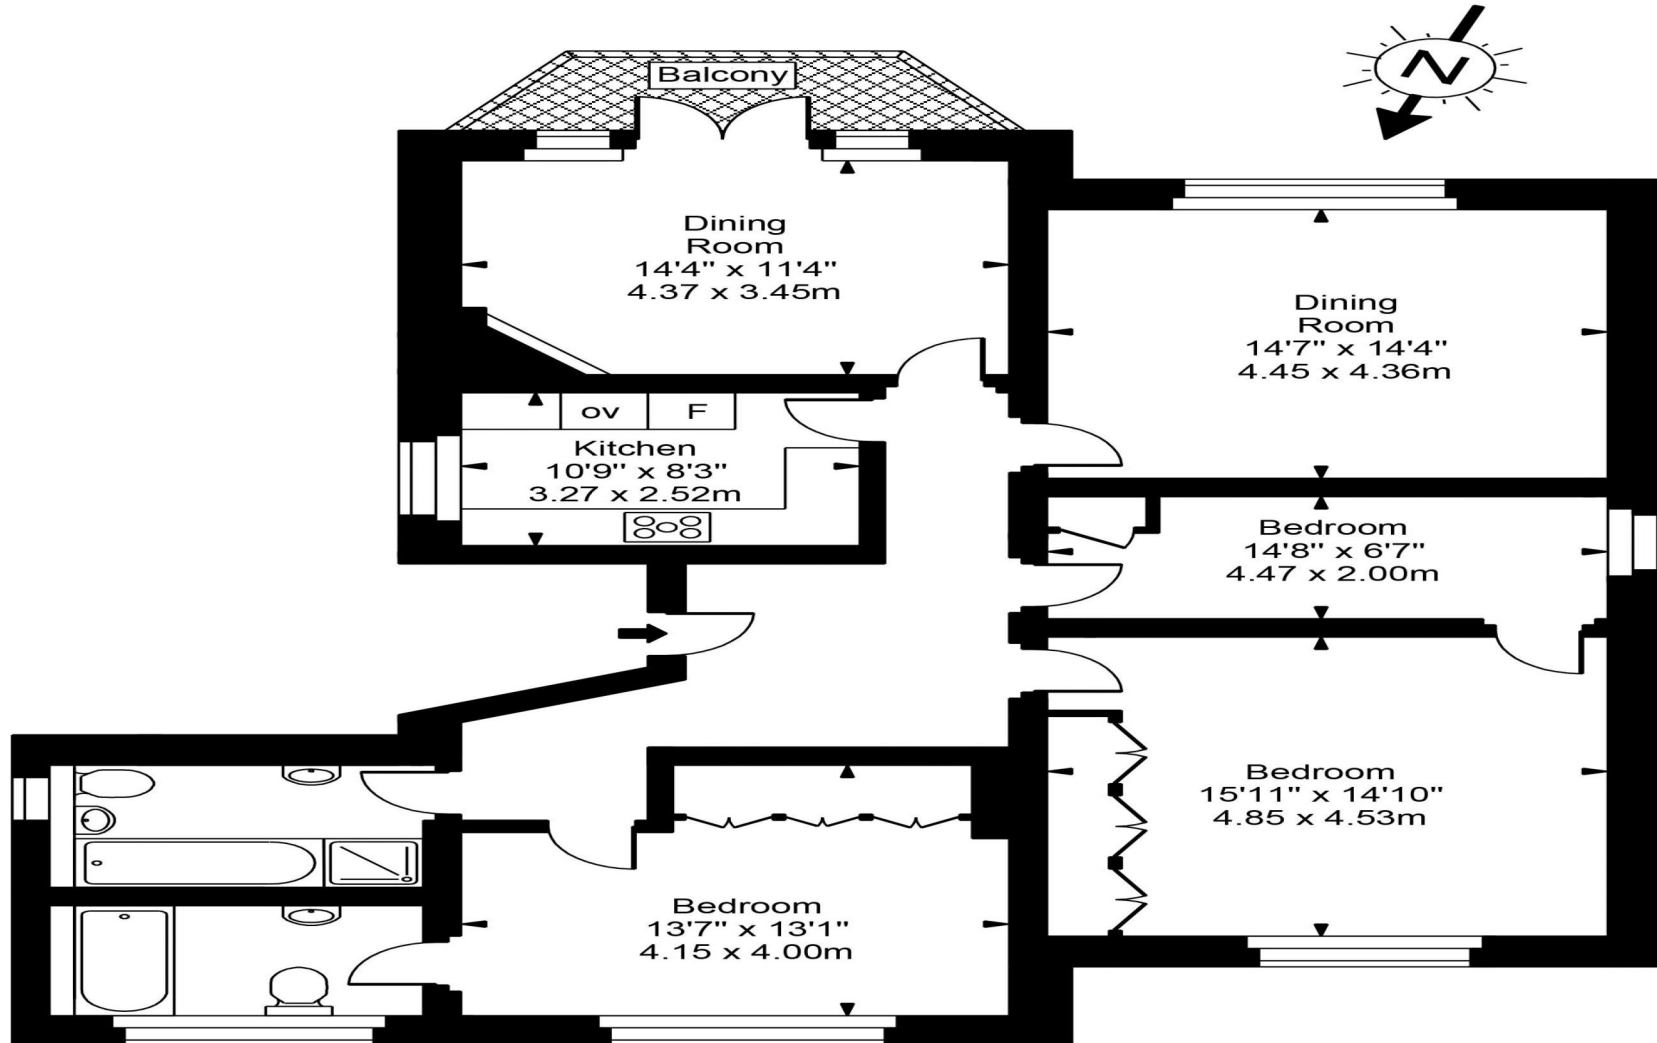 Balcony
N
Dining
Room
14'4" x 11'4"
4.37 x 3.45m
Dining
Room
14'7" x 14'4"
4.45 x 4.36m
ov
F
Kitchen
10'9" x 8'3"
3.27 x 2.52m
Bedroom
14'8" x 6'7"
4.47 x 2.00m
Bedroom
15'11" x 14'10"
4.85 x 4.53m
Bedroom
13'7" x 13'1"
4.15 x 4.00m